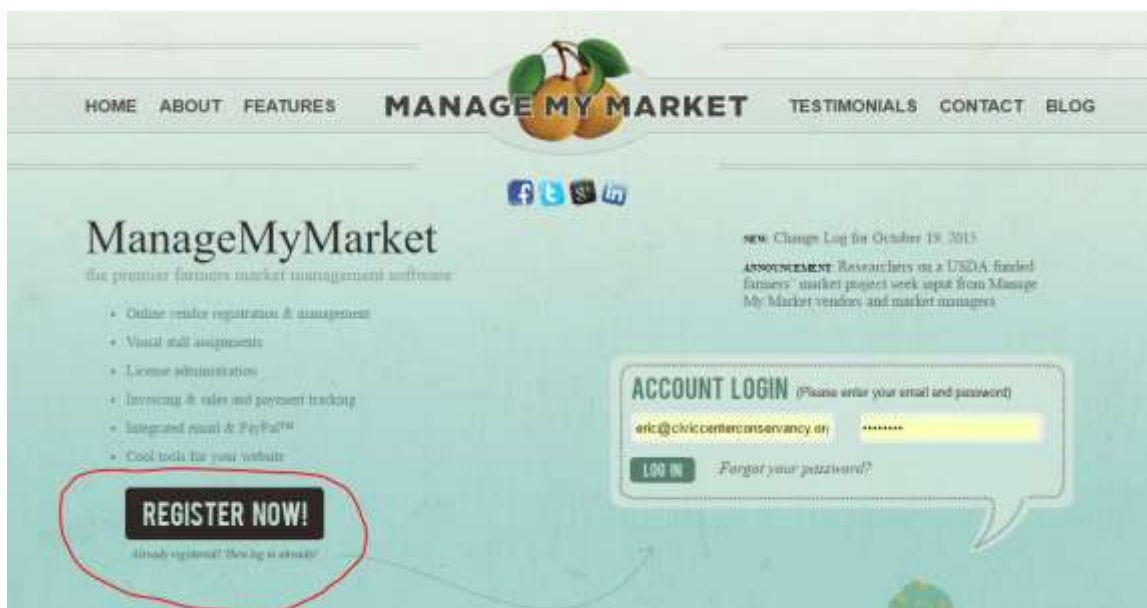 HOME ABOUT FEATURES MANAGE MY MARKET TESTIMONIALS CONTACT BLOG
ManageMyMarket
the premier farmers market management software
• Online vendor registration & management
• Visual stall assignments
• License administration
• Invoicing & sales and payment tracking
• Integrated email & PayPal™
• Cool tools for your website
REGISTER NOW!
Already registered? Then log in already!
NEW: Change Log for October 19, 2015
ANNOUNCEMENT: Researchers on a USDA funded
farmers' market project seek input from Manage
My Market vendors and market managers
ACCOUNT LOGIN (Please enter your email and password)
eric@civiccenterconservancy.or ••••••••
LOG IN Forgot your password?